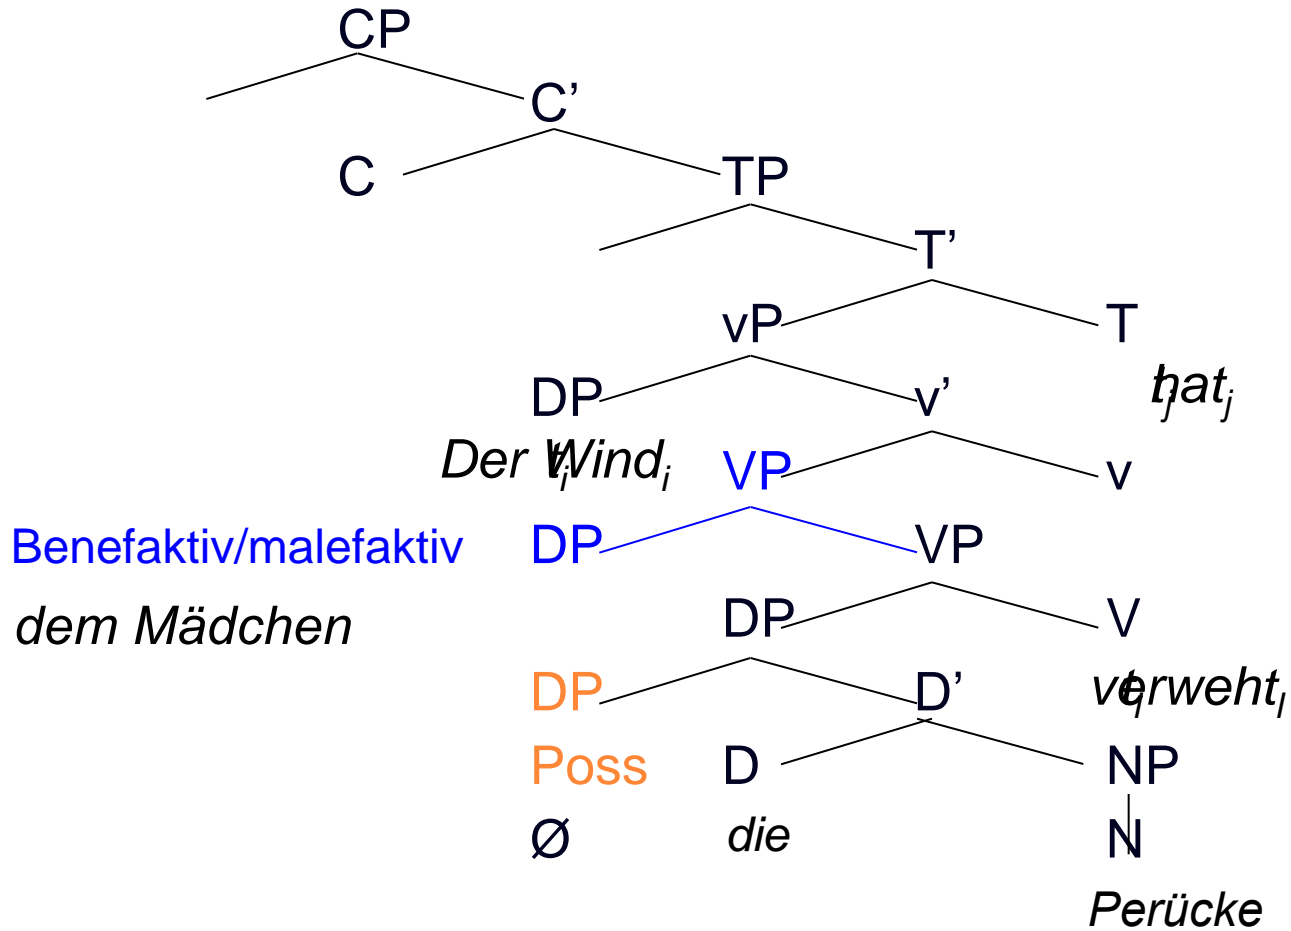 CP
C’
C TP
T’
vP T
DP v’ hat j t j
Der Wind i t i VP v
Benefaktiv/malefaktiv DP VP
dem Mädchen DP V
DP D’ verweht l t l
Poss D NP
Ø die N
Perücke